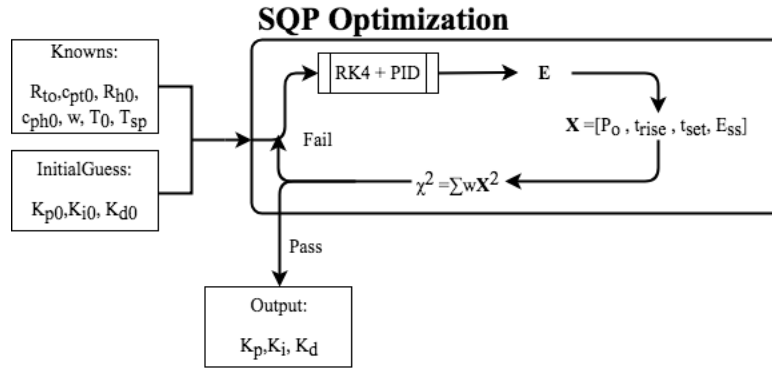 SQP Optimization
Knowns:
R_to,c_pt0, R_h0,
c_ph0, w, T_0, T_sp
InitialGuess:
K_p0,K_i0, K_d0
RK4 + PID
E
X =[P_o , t_rise , t_set, E_ss]
χ² =∑wX²
Fail
Pass
Output:
K_p,K_i, K_d